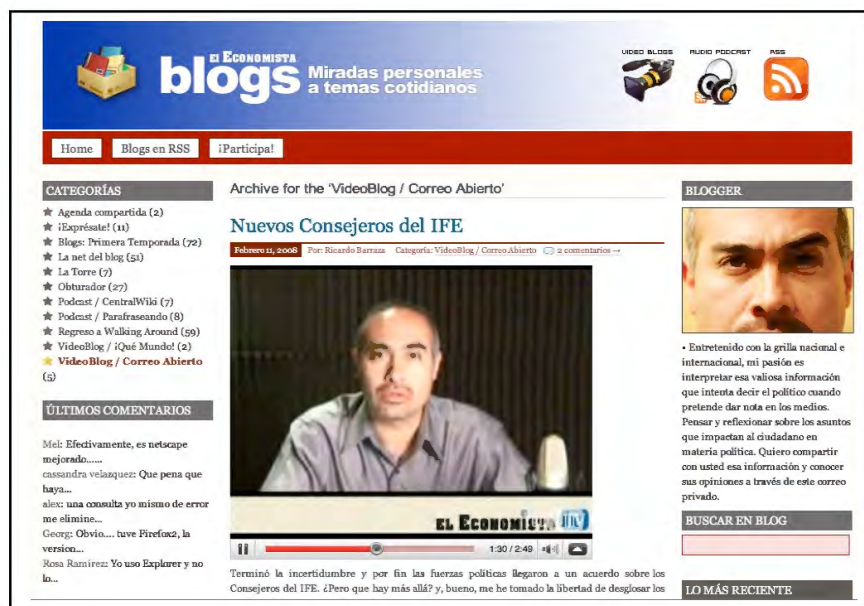 EL ECONOMISTA
blogs
Miradas personales
a temas cotidianos
VIDEO BLOGS
AUDIO PODCAST
RSS
Home
Blogs en RSS
¡Participa!
CATEGORÍAS
Agenda compartida (2)
¡Exprésate! (11)
Blogs: Primera Temporada (72)
La net del blog (51)
La Torre (7)
Obturador (27)
Podcast / CentralWiki (7)
Podcast / Parafraseando (8)
Regreso a Walking Around (59)
VideoBlog / ¡Qué Mundo! (2)
VideoBlog / Correo Abierto
(5)
ÚLTIMOS COMENTARIOS
Mel: Efectivamente, es netscape
mejorado......
cassandra velazquez: Que pena que
haya...
alex: una consulta yo mismo de error
me elimine...
Georg: Obvio.... tuve Firefox2, la
version...
Rosa Ramirez: Yo uso Explorer y no
lo...
Archive for the 'VideoBlog / Correo Abierto'
Nuevos Consejeros del IFE
Febrero 11, 2008 Por: Ricardo Barraza Categoría: VideoBlog / Correo Abierto 2 comentarios →
EL ECONOMISTA tv
1:30 / 2:49
Terminó la incertidumbre y por fin las fuerzas políticas llegaron a un acuerdo sobre los
Consejeros del IFE. ¿Pero que hay más allá? y, bueno, me he tomado la libertad de desglosar los
BLOGGER
• Entretenido con la grilla nacional e
internacional, mi pasión es
interpretar esa valiosa información
que intenta decir el político cuando
pretende dar nota en los medios.
Pensar y reflexionar sobre los asuntos
que impactan al ciudadano en
materia política. Quiero compartir
con usted esa información y conocer
sus opiniones a través de este correo
privado.
BUSCAR EN BLOG
LO MÁS RECIENTE